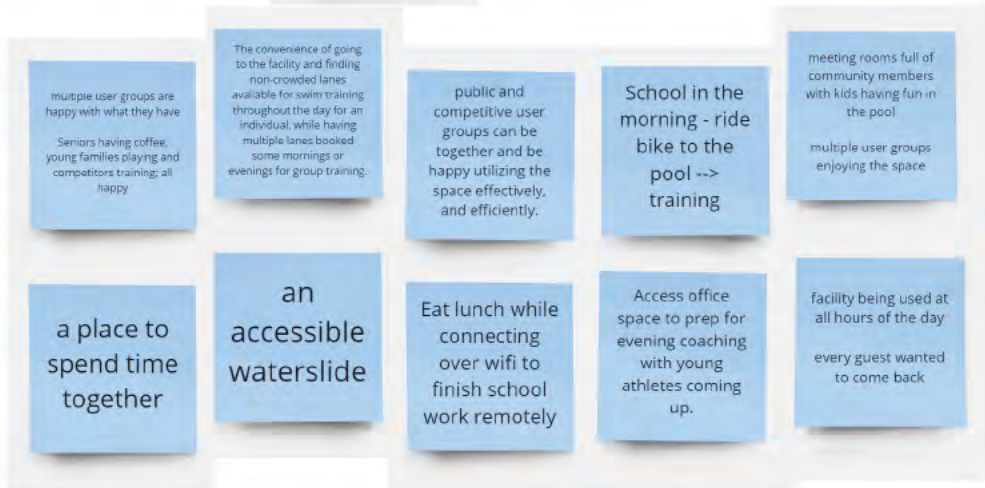 multiple user groups are
happy with what they have
Seniors having coffee,
young families playing and
competitors training; all
happy
The convenience of going
to the facility and finding
non-crowded lanes
available for swim training
throughout the day for an
individual, while having
multiple lanes booked
some mornings or
evenings for group training.
public and
competitive user
groups can be
together and be
happy utilizing the
space effectively,
and efficiently.
School in the
morning - ride
bike to the
pool -->
training
meeting rooms full of
community members
with kids having fun in
the pool
multiple user groups
enjoying the space
a place to
spend time
together
an
accessible
waterslide
Eat lunch while
connecting
over wifi to
finish school
work remotely
Access office
space to prep for
evening coaching
with young
athletes coming
up.
facility being used at
all hours of the day
every guest wanted
to come back